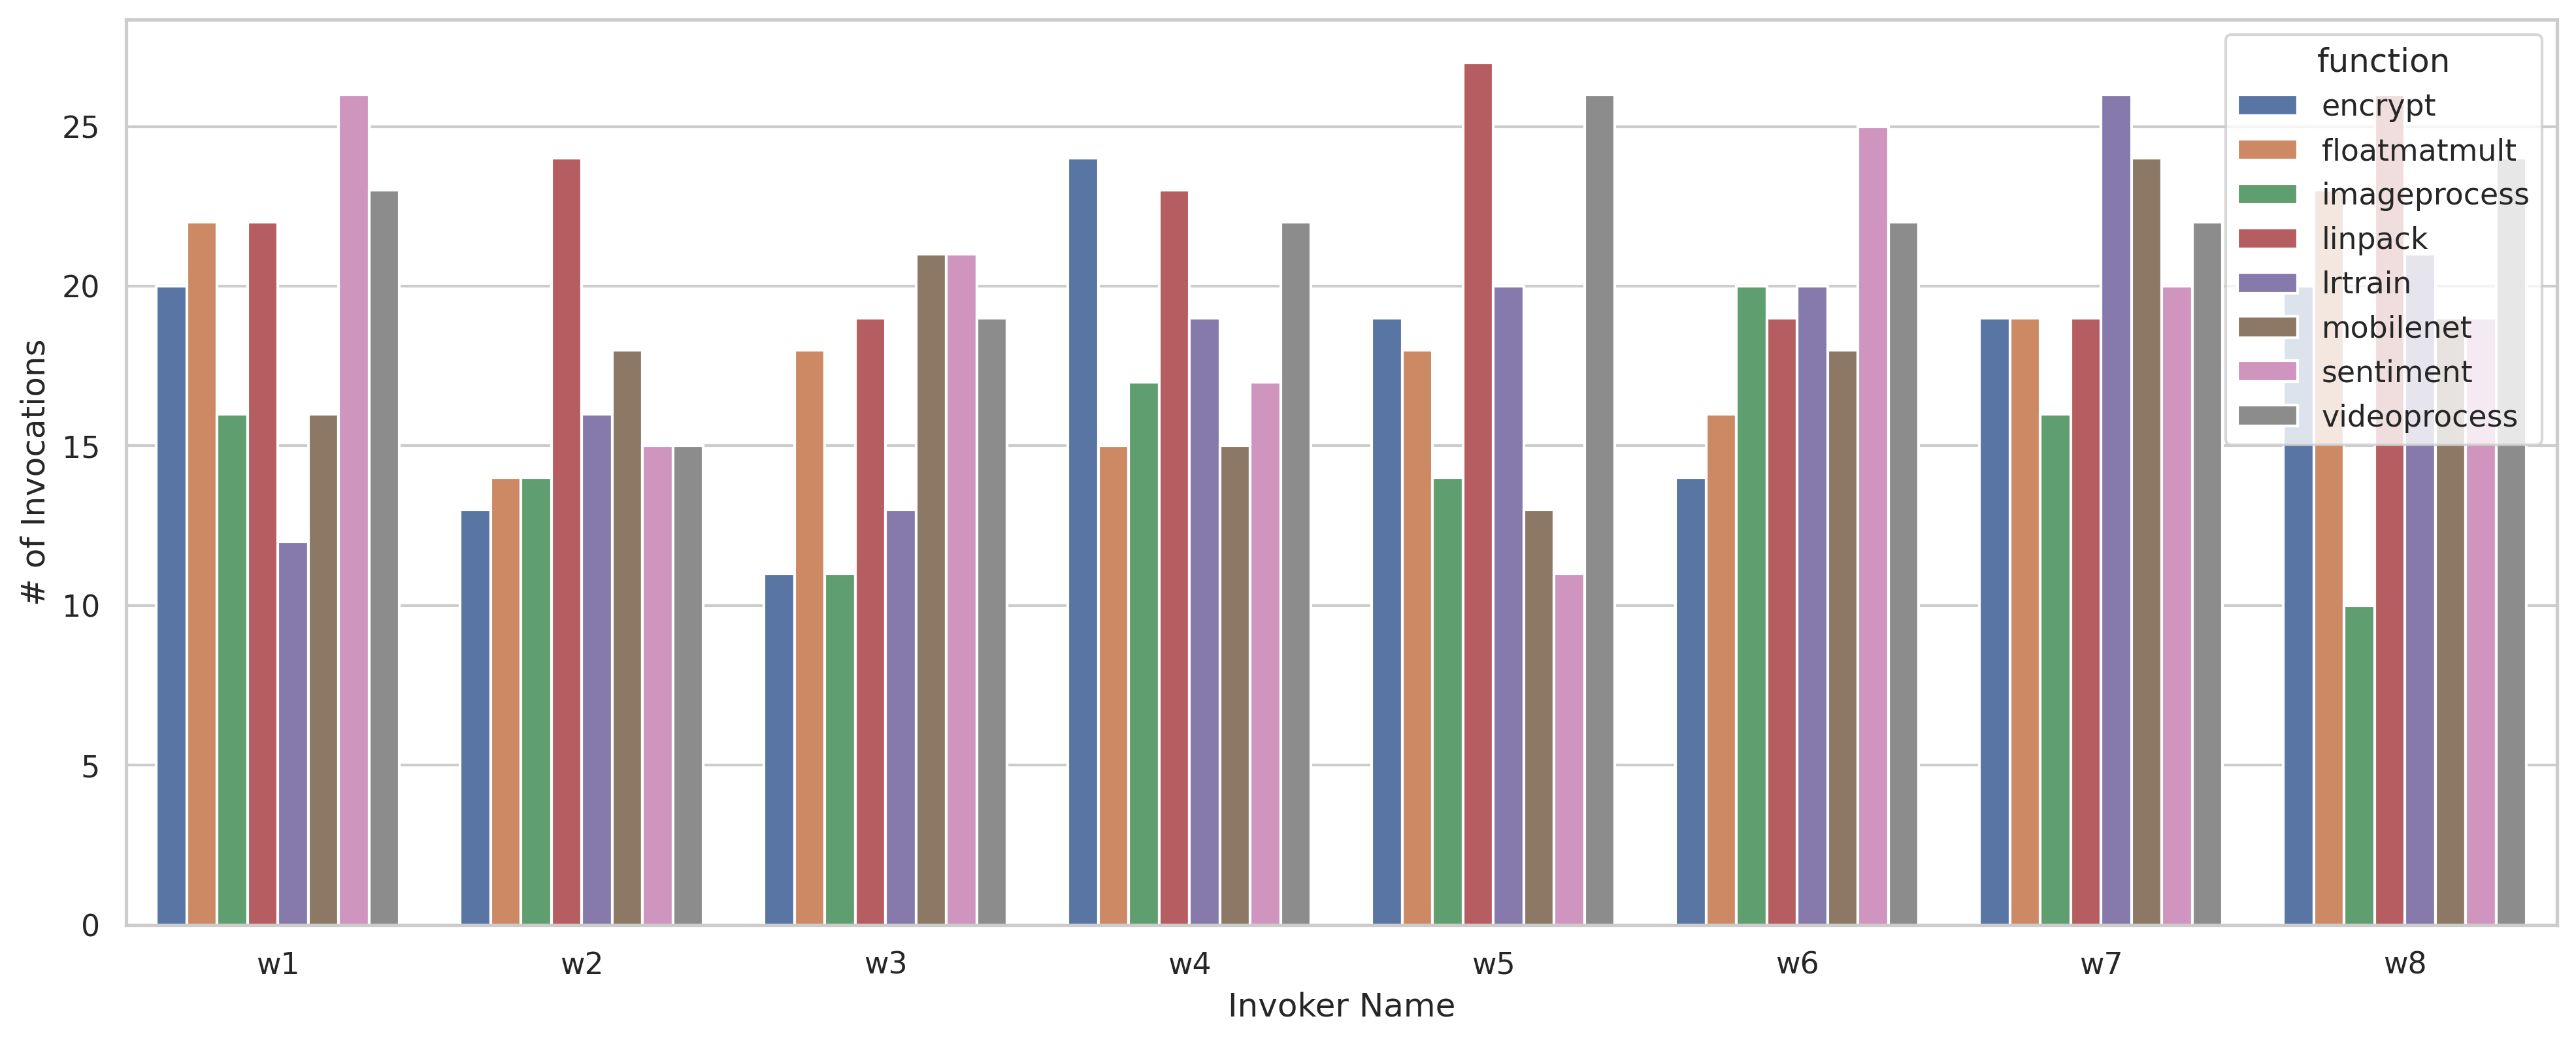 function
encrypt
floatmatmult
imageprocess
linpack
lrtrain
mobilenet
sentiment
videoprocess
25
20
15
10
5
0
# of Invocations
w1 w2 w3 w4 w5 w6 w7 w8
Invoker Name